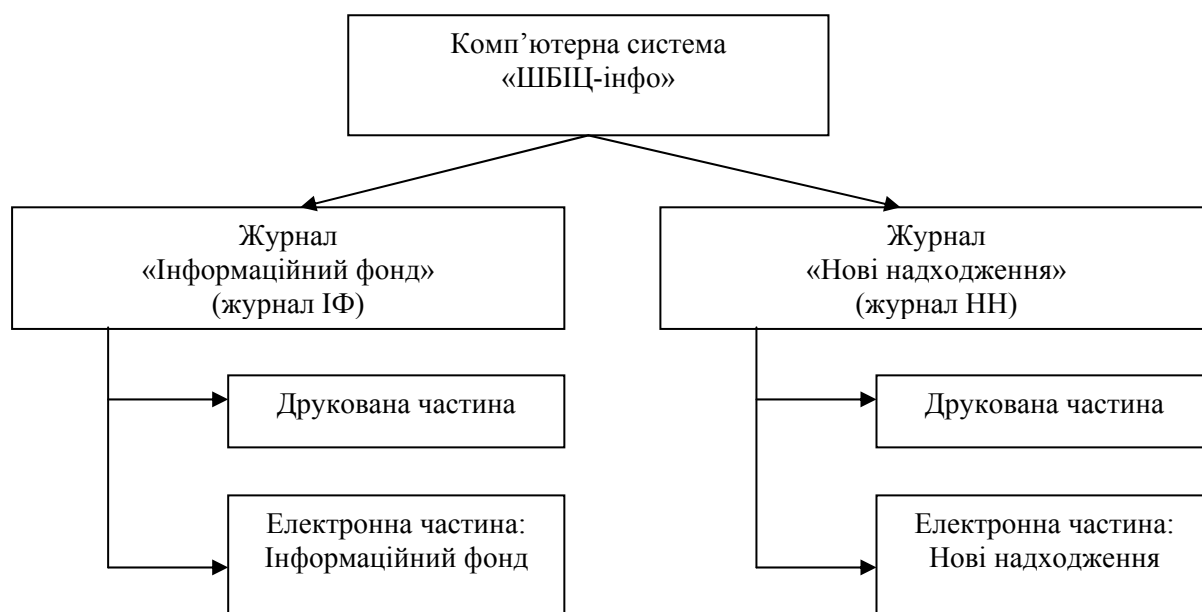 Комп’ютерна система
«ШБІЦ-інфо»
Журнал
«Інформаційний фонд»
(журнал ІФ)
Журнал
«Нові надходження»
(журнал НН)
Друкована частина
Друкована частина
Електронна частина:
Інформаційний фонд
Електронна частина:
Нові надходження